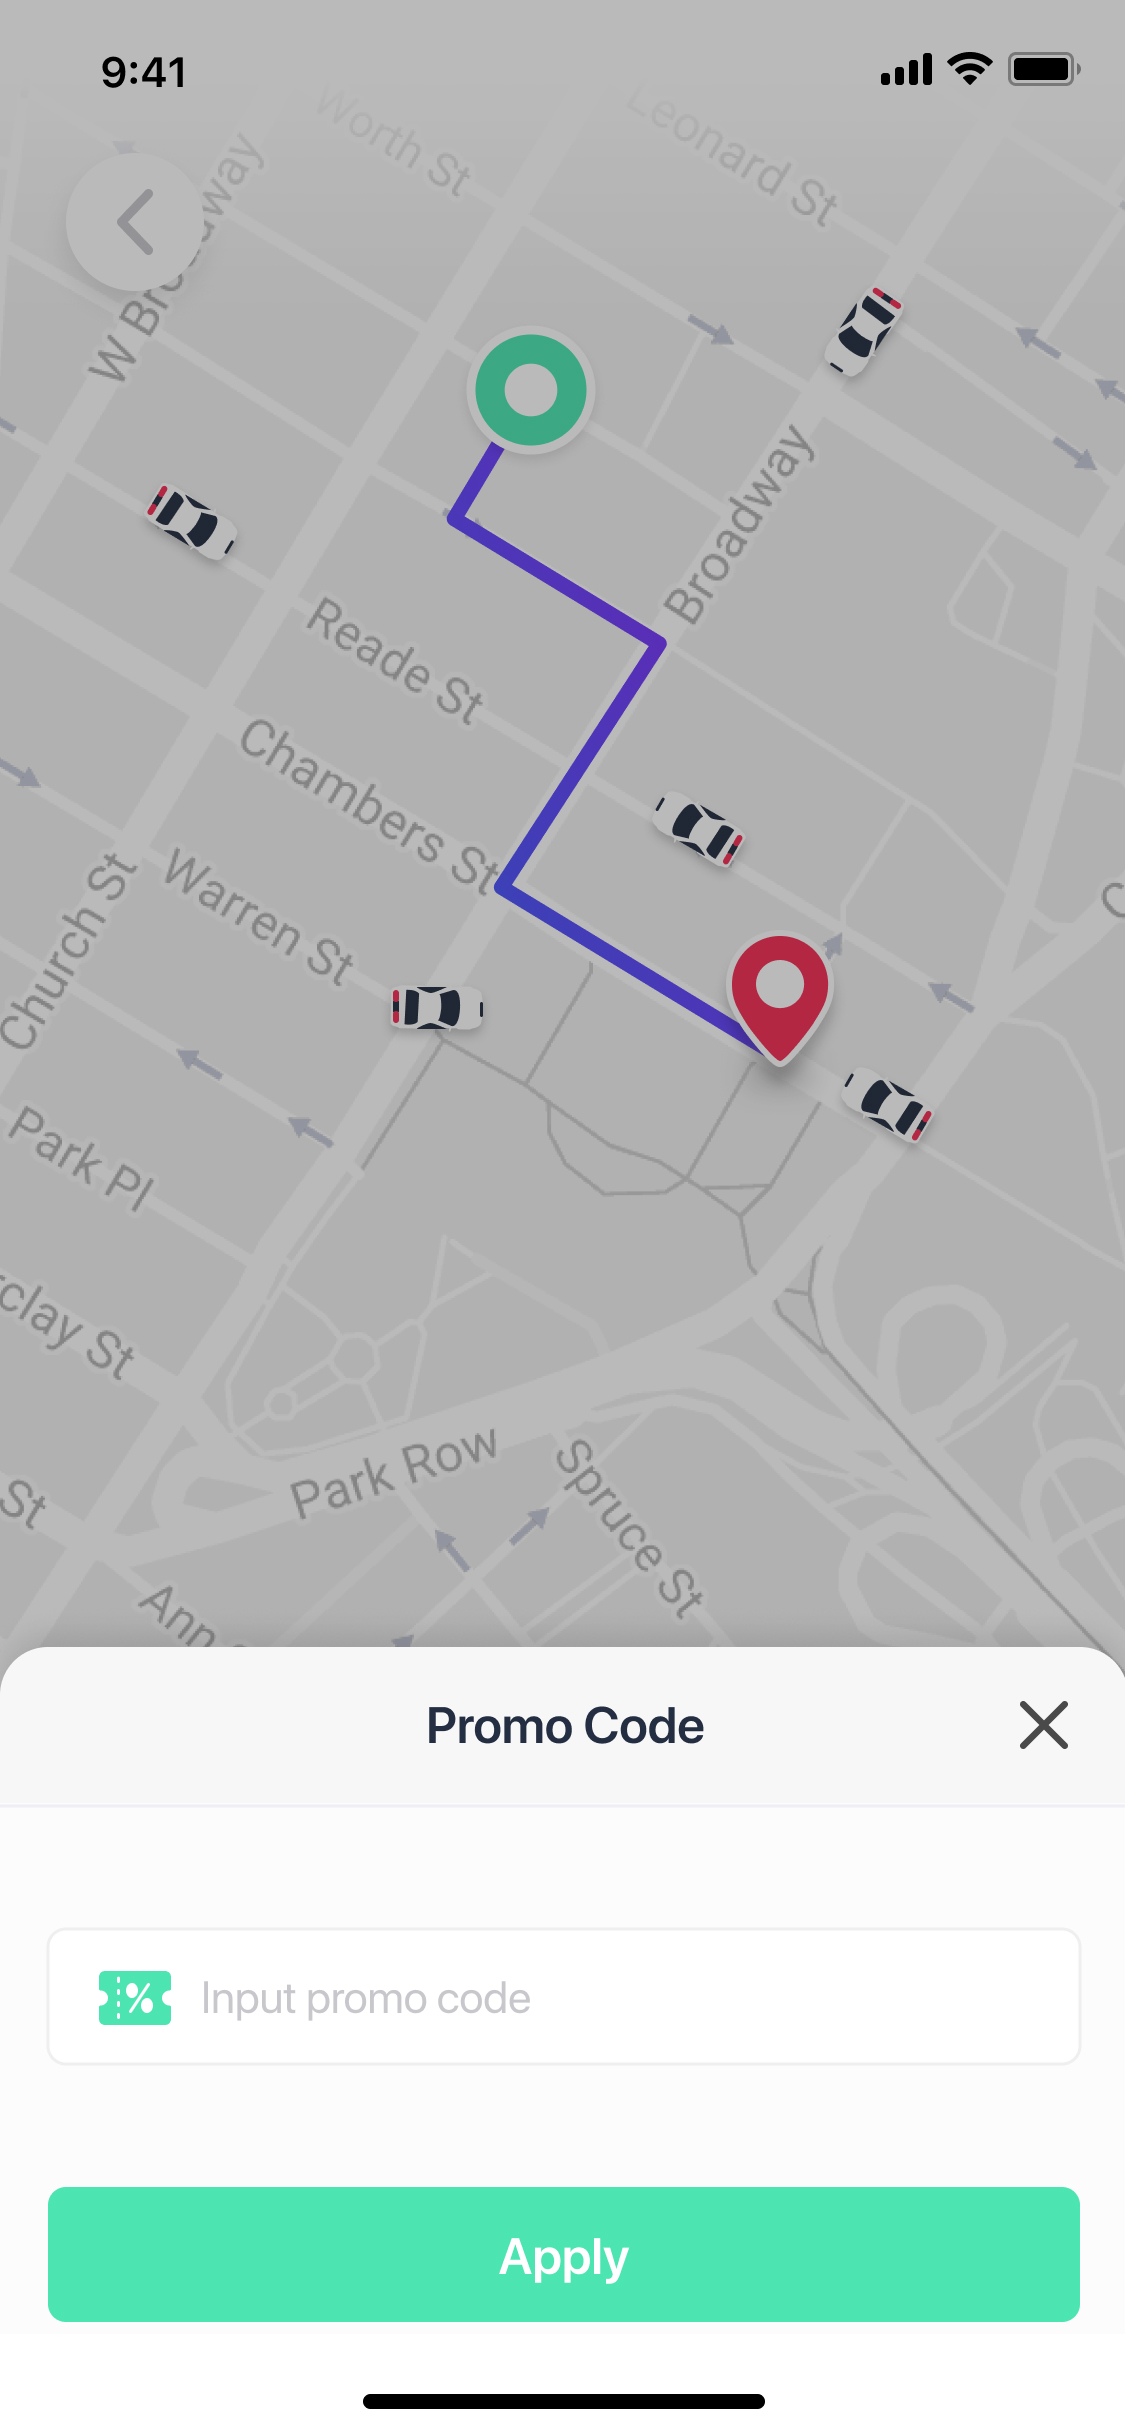 9:41
Worth St
Leonard St
W Broadway
Broadway
Reade St
Chambers St
Warren St
Church St
Park Pl
rclay St
Park Row
Spruce St
St
Ann
Promo Code
%
Input promo code
Apply